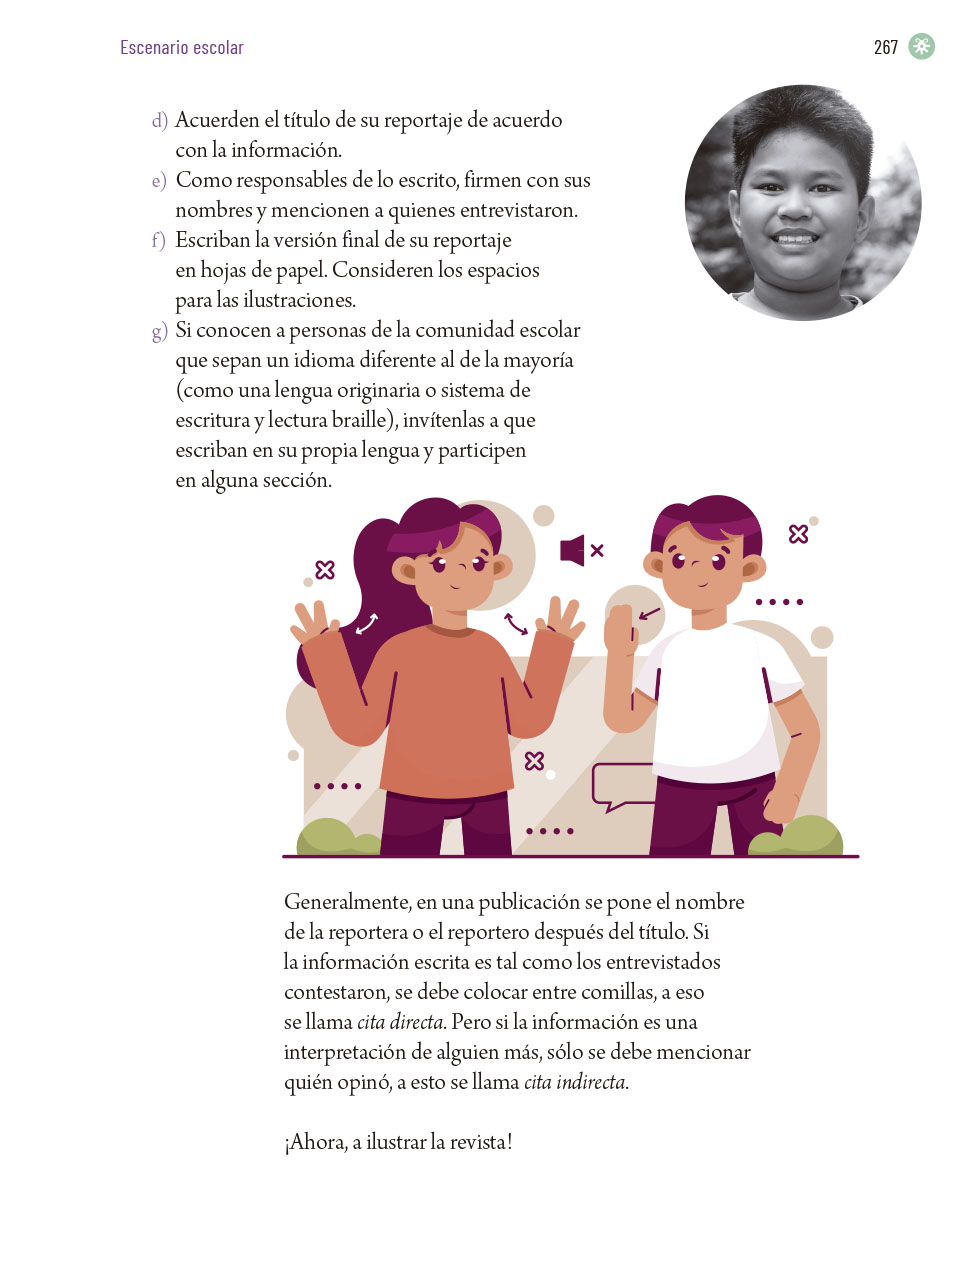 Escenario escolar
267
d) Acuerden el título de su reportaje de acuerdo
con la información.
e) Como responsables de lo escrito, firmen con sus
nombres y mencionen a quienes entrevistaron.
f) Escriban la versión final de su reportaje
en hojas de papel. Consideren los espacios
para las ilustraciones.
g) Si conocen a personas de la comunidad escolar
que sepan un idioma diferente al de la mayoría
(como una lengua originaria o sistema de
escritura y lectura braille), invítenlas a que
escriban en su propia lengua y participen
en alguna sección.
Generalmente, en una publicación se pone el nombre
de la reportera o el reportero después del título. Si
la información escrita es tal como los entrevistados
contestaron, se debe colocar entre comillas, a eso
se llama cita directa. Pero si la información es una
interpretación de alguien más, sólo se debe mencionar
quién opinó, a esto se llama cita indirecta.
¡Ahora, a ilustrar la revista!